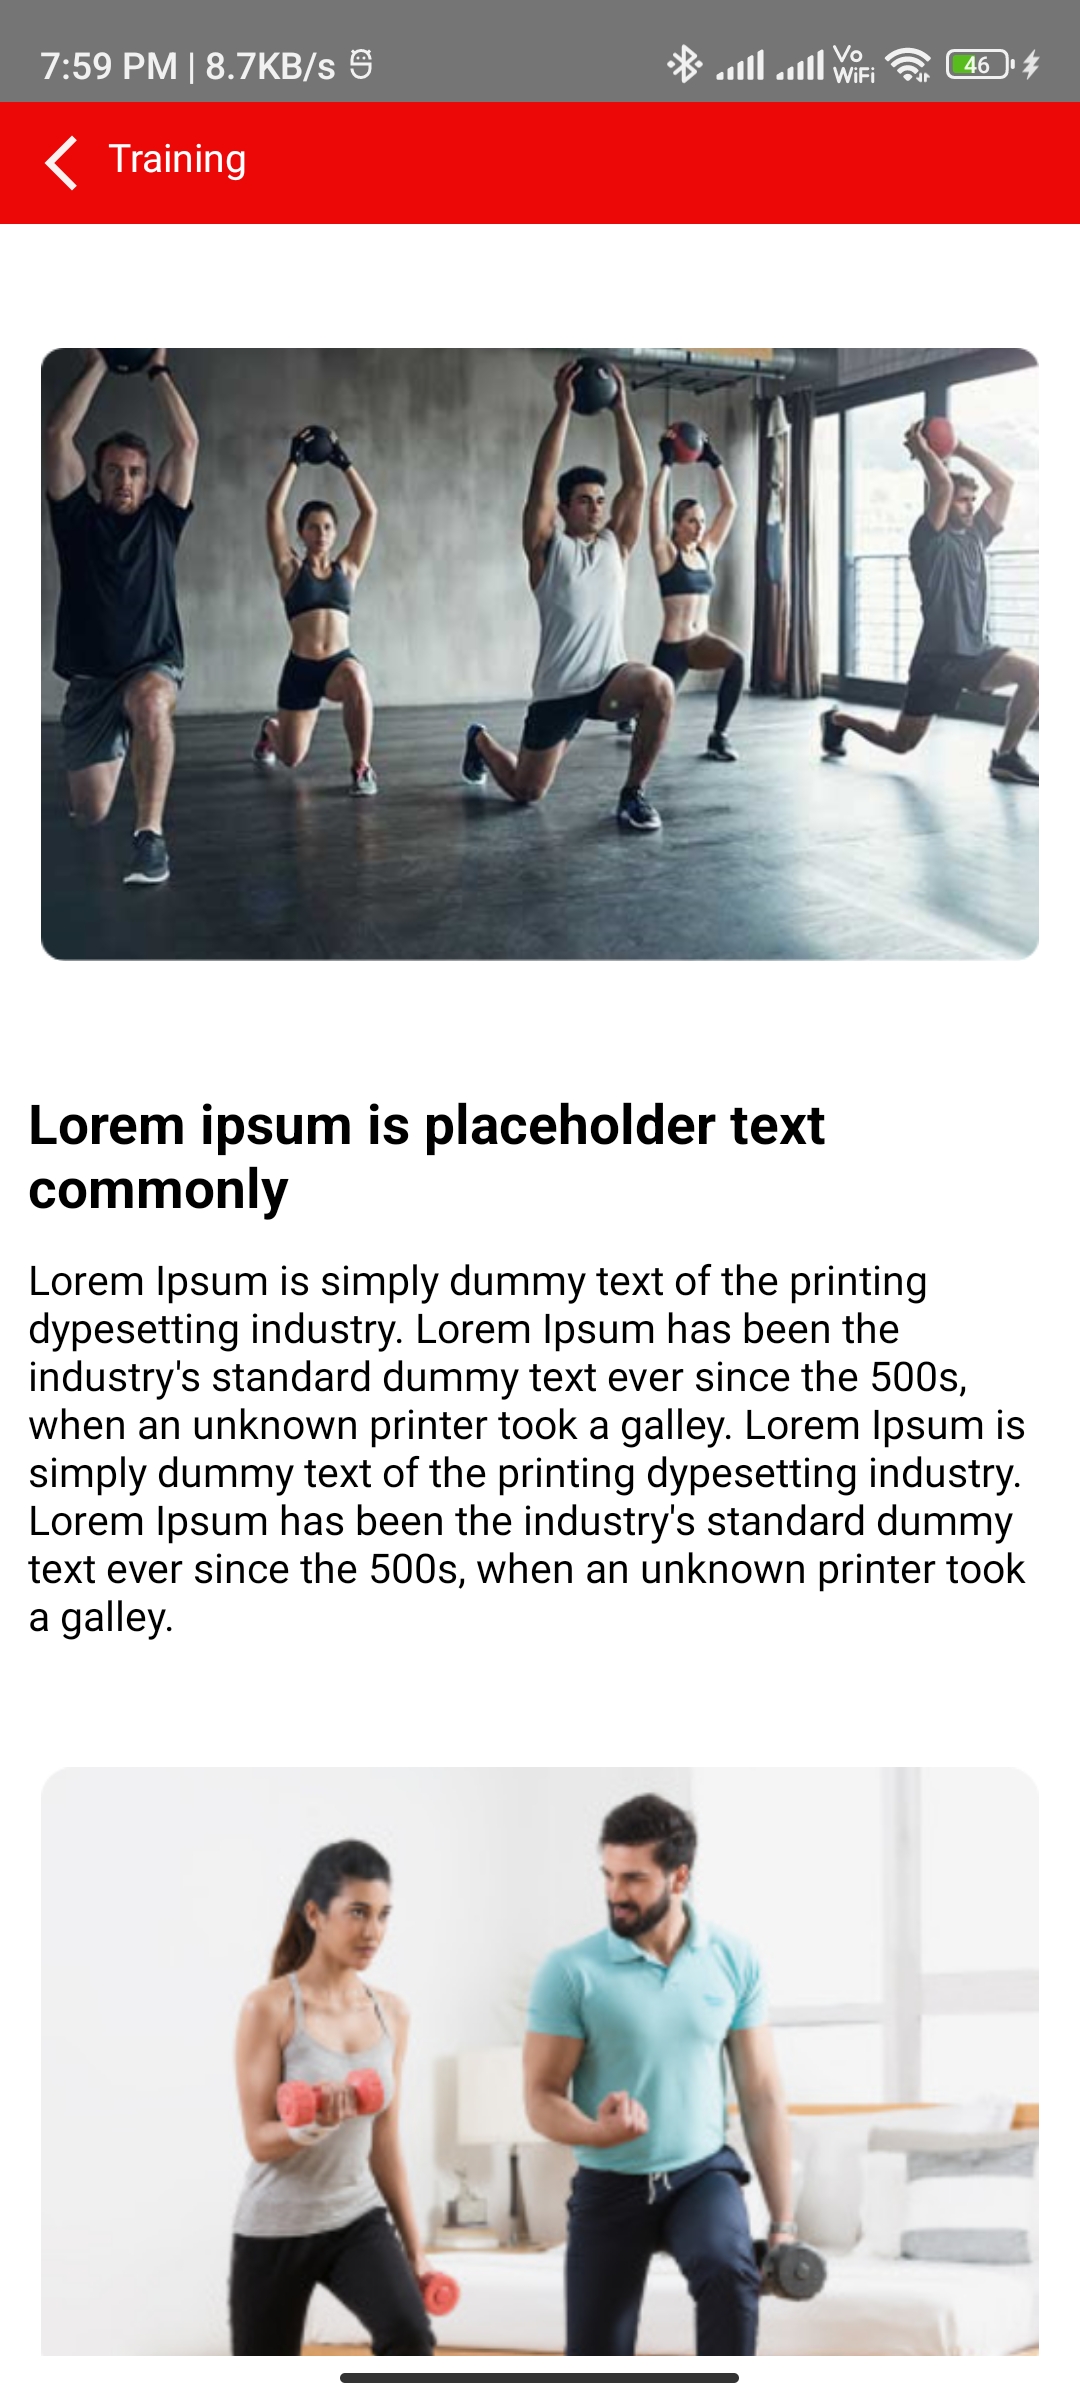 7:59 PM | 8.7KB/s
Vo
WiFi
46
Training
Lorem ipsum is placeholder text
commonly
Lorem Ipsum is simply dummy text of the printing
dypesetting industry. Lorem Ipsum has been the
industry's standard dummy text ever since the 500s,
when an unknown printer took a galley. Lorem Ipsum is
simply dummy text of the printing dypesetting industry.
Lorem Ipsum has been the industry's standard dummy
text ever since the 500s, when an unknown printer took
a galley.